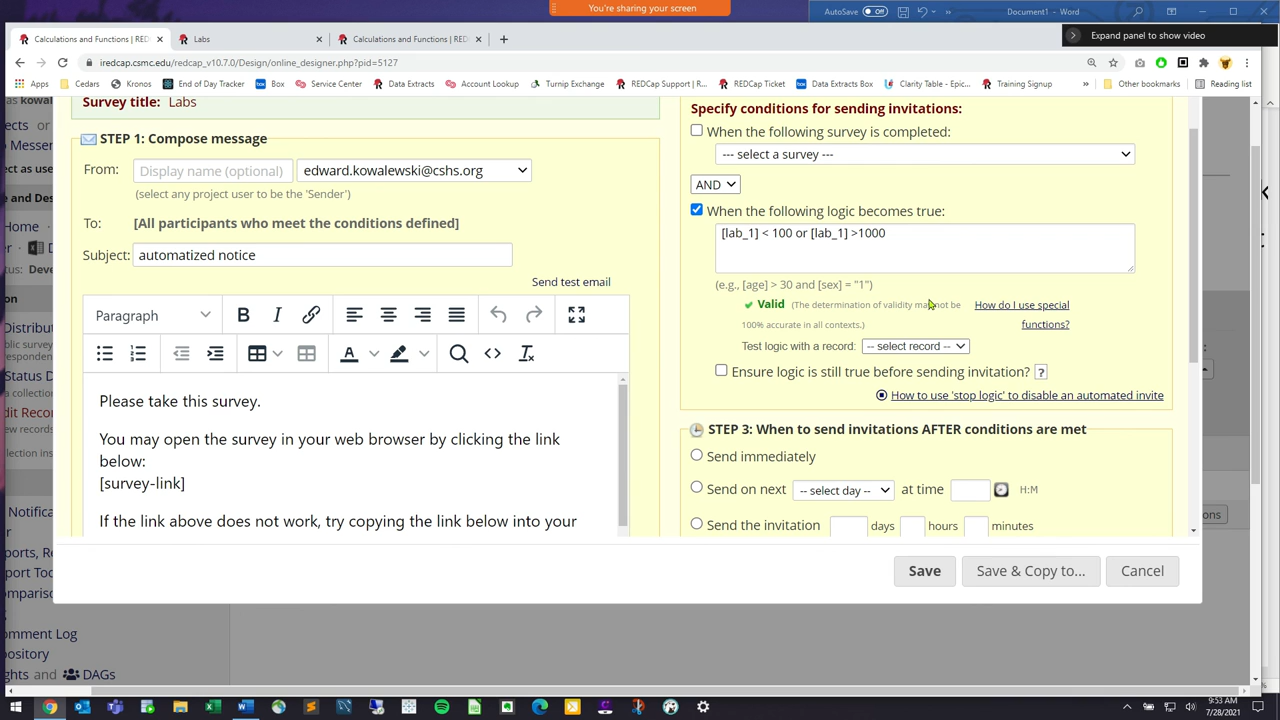 You're sharing your screen
AutoSave Off Document1 - Word
Calculations and Functions | RED
Labs
Calculations and Functions | RED
Expand panel to show video
iredcap.csmc.edu/redcap_v10.7.0/Design/online_designer.php?pid=5127
Apps Cedars Kronos End of Day Tracker Box Service Center Data Extracts Account Lookup Turnip Exchange REDCap Support | R... REDCap Ticket Data Extracts Box Clarity Table - Epic... Training Signup Other bookmarks Reading list
Survey title: Labs
STEP 1: Compose message
From: Display name (optional) edward.kowalewski@cshs.org
(select any project user to be the 'Sender')
To: [All participants who meet the conditions defined]
Subject: automatized notice
Send test email
Paragraph
Please take this survey.
You may open the survey in your web browser by clicking the link
below:
[survey-link]
If the link above does not work, try copying the link below into your
Specify conditions for sending invitations:
When the following survey is completed:
--- select a survey ---
AND
When the following logic becomes true:
[lab_1] < 100 or [lab_1] >1000
(e.g., [age] > 30 and [sex] = "1")
Valid (The determination of validity may not be
100% accurate in all contexts.)
How do I use special
functions?
Test logic with a record: -- select record --
Ensure logic is still true before sending invitation? ?
How to use 'stop logic' to disable an automated invite
STEP 3: When to send invitations AFTER conditions are met
Send immediately
Send on next -- select day -- at time H:M
Send the invitation days hours minutes
Save
Save & Copy to...
Cancel
DAGs
9:53 AM
7/28/2021